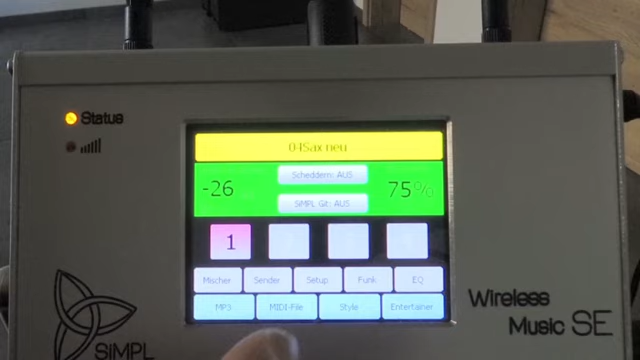 Status
04Sax neu
-26
Scheddern: AUS
75%
SiMPL Git: AUS
1
Mischer Sender Setup Funk EQ
MP3 MIDI-File Style Entertainer
Wireless
Music SE
SiMPL